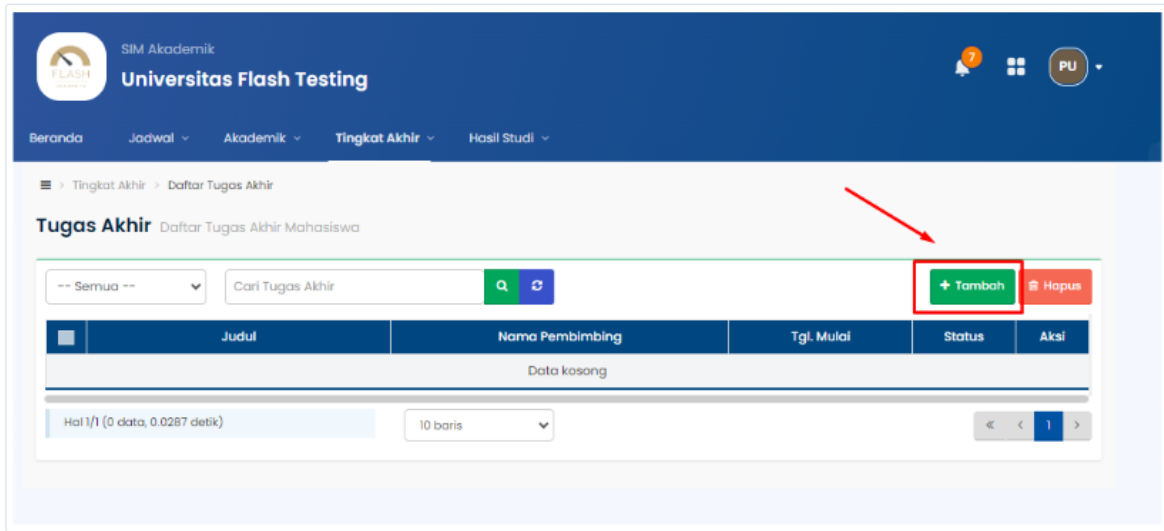 SIM Akademik
FLASH
Universitas Flash Testing
7
PU
Beranda Jadwal Akademik Tingkat Akhir Hasil Studi
> Tingkat Akhir > Daftar Tugas Akhir
Tugas Akhir Daftar Tugas Akhir Mahasiswa
-- Semua -- Cari Tugas Akhir + Tambah Hapus
Judul Nama Pembimbing Tgl. Mulai Status Aksi
Data kosong
Hal 1/1 (0 data, 0.0287 detik) 10 baris « < 1 >